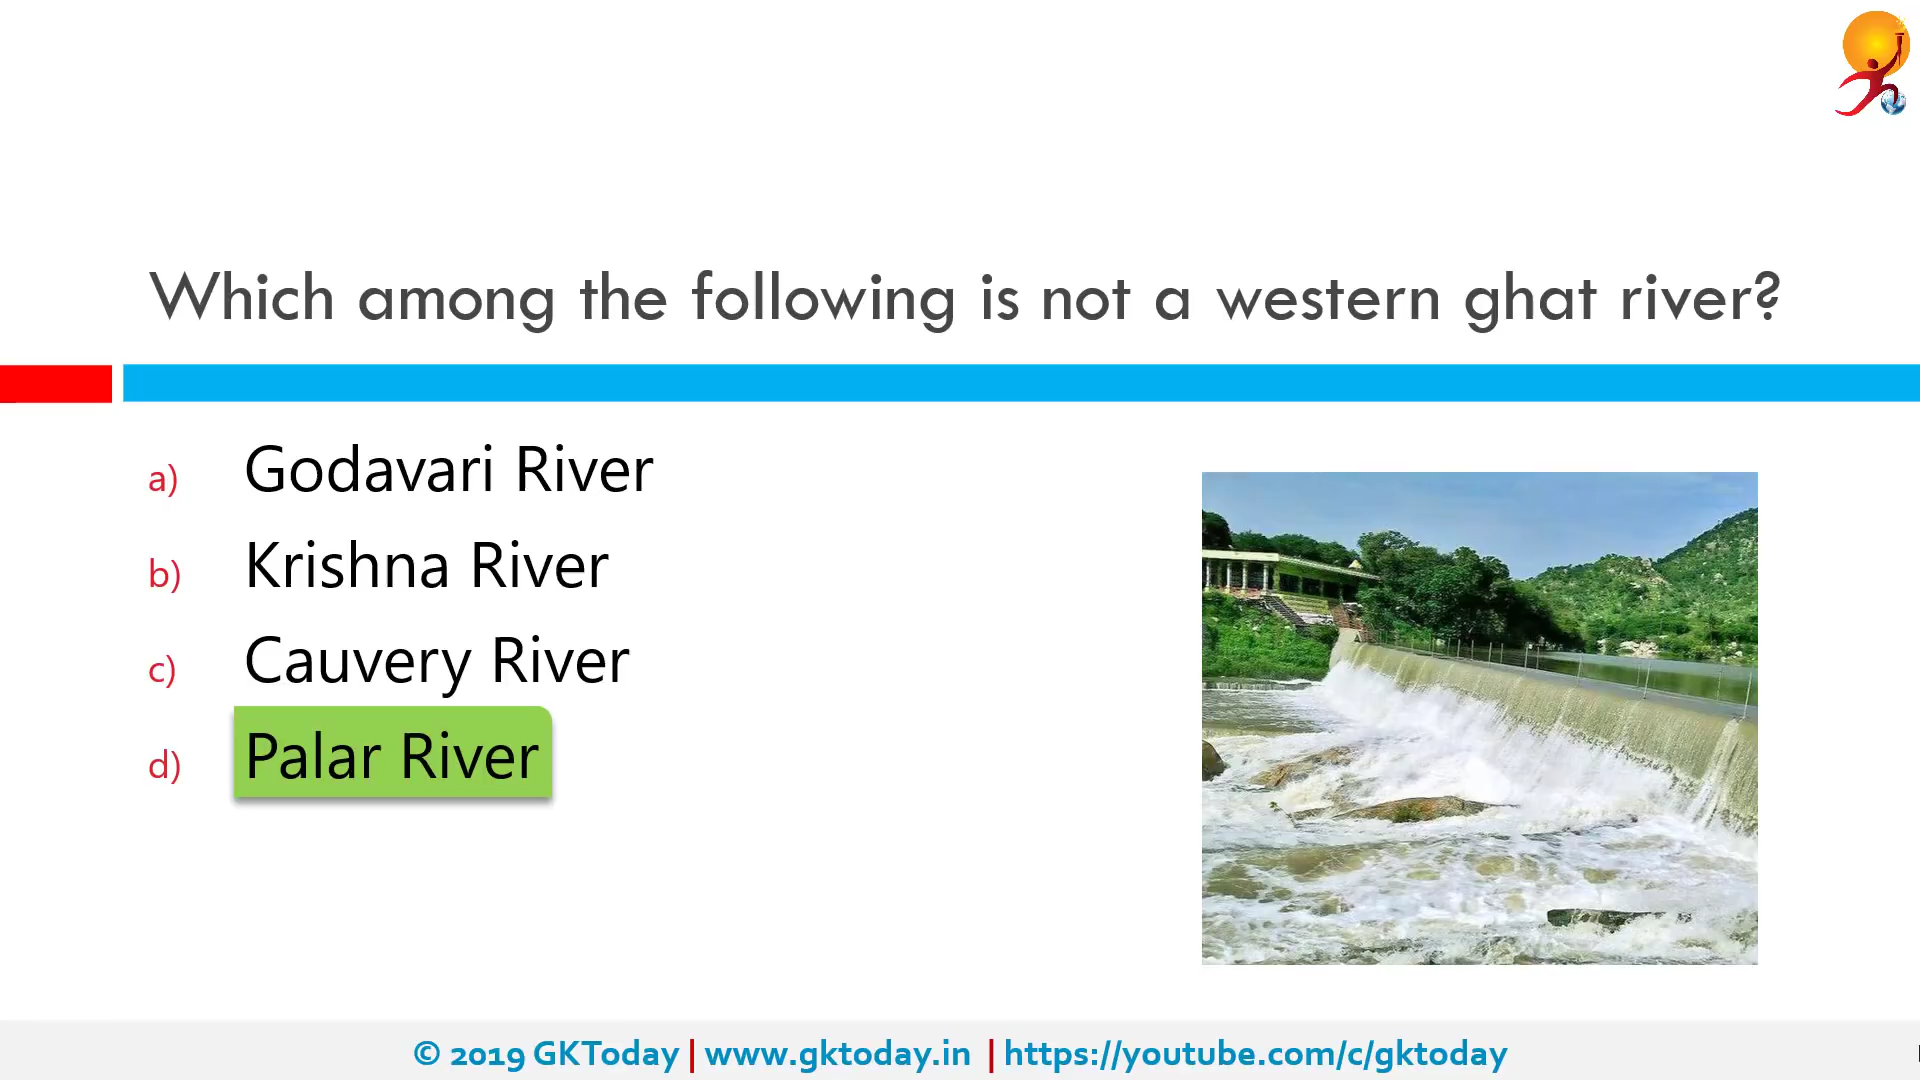 Which among the following is not a western ghat river?
a) Godavari River
b) Krishna River
c) Cauvery River
d) Palar River
© 2019 GKToday | www.gktoday.in | https://youtube.com/c/gktoday